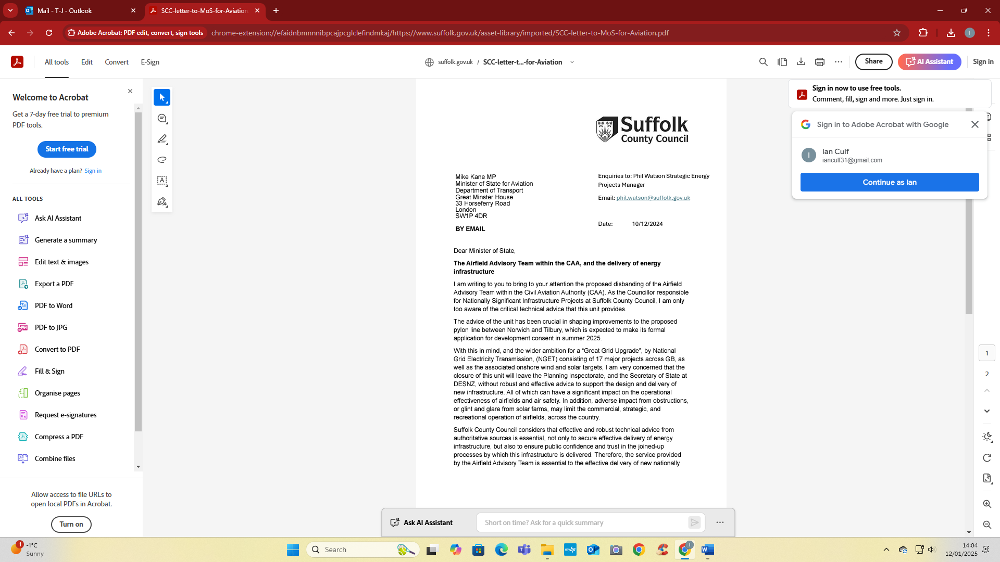 Mail - T-J - Outlook
SCC-letter-to-MoS-for-Aviation
Adobe Acrobat: PDF edit, convert, sign tools
chrome-extension://efaidnbmnnnibpcajpcglclefindmkaj/https://www.suffolk.gov.uk/asset-library/imported/SCC-letter-to-MoS-for-Aviation.pdf
I
All tools
Edit
Convert
E-Sign
suffolk.gov.uk / SCC-letter-t...-for-Aviation
Share
AI Assistant
Sign in
Welcome to Acrobat
Get a 7-day free trial to premium
PDF tools.
Start free trial
Already have a plan? Sign in
ALL TOOLS
Ask AI Assistant
Generate a summary
Edit text & images
Export a PDF
PDF to Word
PDF to JPG
Convert to PDF
Fill & Sign
Organise pages
Request e-signatures
Compress a PDF
Combine files
Allow access to file URLs to
open local PDFs in Acrobat.
Turn on
Sign in now to use free tools.
Comment, fill, sign and more. Just sign in.
Sign in to Adobe Acrobat with Google
I
Ian Culf
ianculf31@gmail.com
Continue as Ian
Suffolk
County Council
Mike Kane MP
Minister of State for Aviation
Department of Transport
Great Minster House
33 Horseferry Road
London
SW1P 4DR
BY EMAIL
Enquiries to: Phil Watson Strategic Energy
Projects Manager
Email: phil.watson@suffolk.gov.uk
Date: 10/12/2024
Dear Minister of State,
The Airfield Advisory Team within the CAA, and the delivery of energy
infrastructure
I am writing to you to bring to your attention the proposed disbanding of the Airfield
Advisory Team within the Civil Aviation Authority (CAA). As the Councillor responsible
for Nationally Significant Infrastructure Projects at Suffolk County Council, I am only
too aware of the critical technical advice that this unit provides.
The advice of the unit has been crucial in shaping improvements to the proposed
pylon line between Norwich and Tilbury, which is expected to make its formal
application for development consent in summer 2025.
With this in mind, and the wider ambition for a “Great Grid Upgrade”, by National
Grid Electricity Transmission, (NGET) consisting of 17 major projects across GB, as
well as the associated onshore wind and solar targets, I am very concerned that the
closure of this unit will leave the Planning Inspectorate, and the Secretary of State at
DESNZ, without robust and effective advice to support the design and delivery of
new infrastructure. All of which can have a significant impact on the operational
effectiveness of airfields and air safety. In addition, adverse impact from obstructions,
or glint and glare from solar farms, may limit the commercial, strategic, and
recreational operation of airfields, across the country.
Suffolk County Council considers that effective and robust technical advice from
authoritative sources is essential, not only to secure effective delivery of energy
infrastructure, but also to ensure public confidence and trust in the joined-up
processes by which this infrastructure is delivered. Therefore, the service provided
by the Airfield Advisory Team is essential to the effective delivery of new nationally
1
2
Ask AI Assistant
Short on time? Ask for a quick summary
1
-1°C
Sunny
Search
myhp
I
14:04
12/01/2025